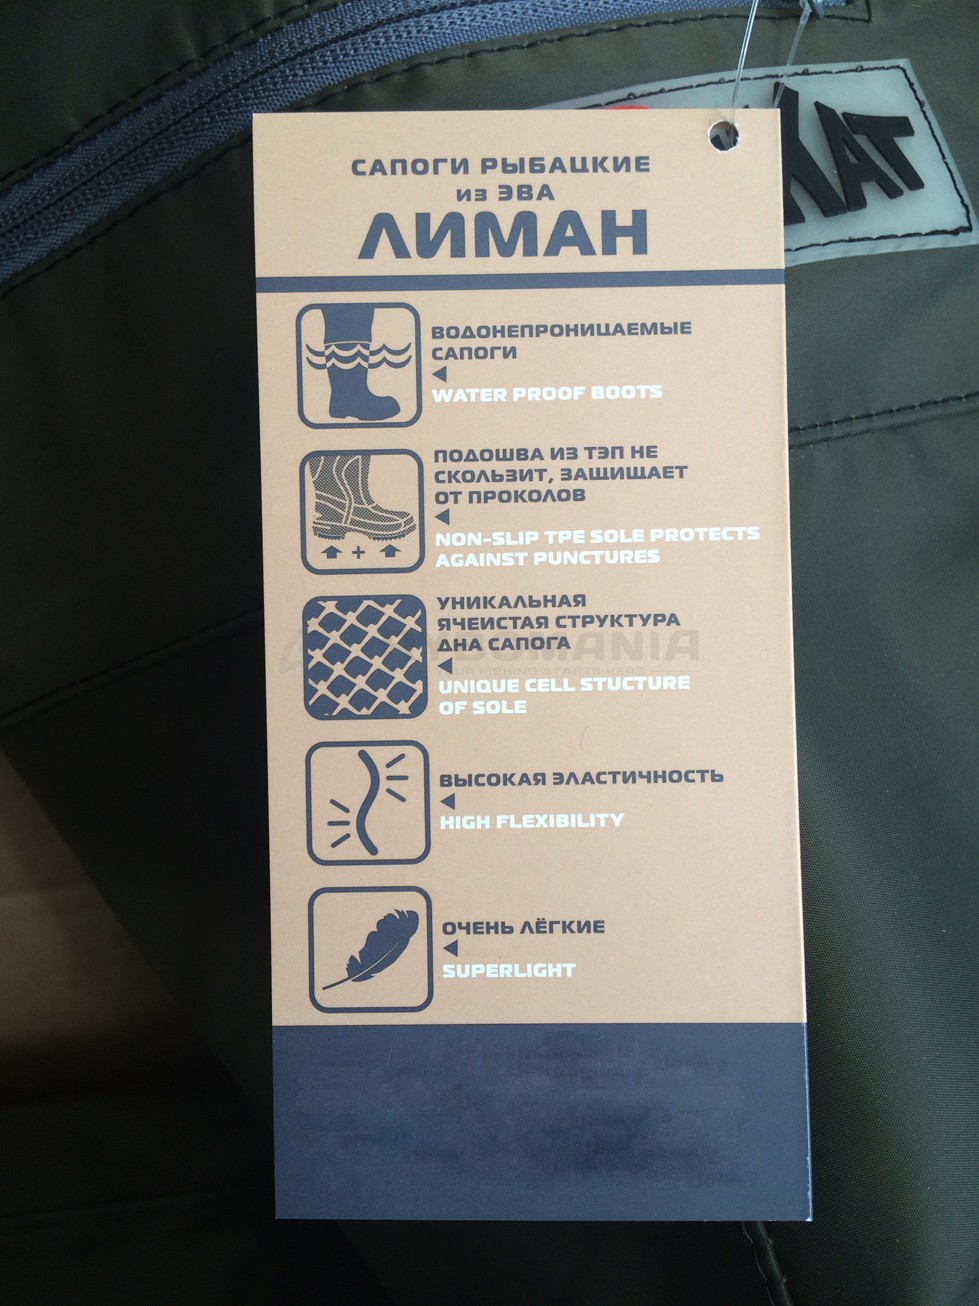 САПОГИ РЫБАЦКИЕ
из ЭВА
ЛИМАН
ВОДОНЕПРОНИЦАЕМЫЕ
САПОГИ
WATER PROOF BOOTS
ПОДОШВА ИЗ ТЭП НЕ
СКОЛЬЗИТ, ЗАЩИЩАЕТ
ОТ ПРОКОЛОВ
NON-SLIP TPE SOLE PROTECTS
AGAINST PUNCTURES
УНИКАЛЬНАЯ
ЯЧЕИСТАЯ СТРУКТУРА
ДНА САПОГА
UNIQUE CELL STUCTURE
OF SOLE
ВЫСОКАЯ ЭЛАСТИЧНОСТЬ
HIGH FLEXIBILITY
ОЧЕНЬ ЛЁГКИЕ
SUPERLIGHT